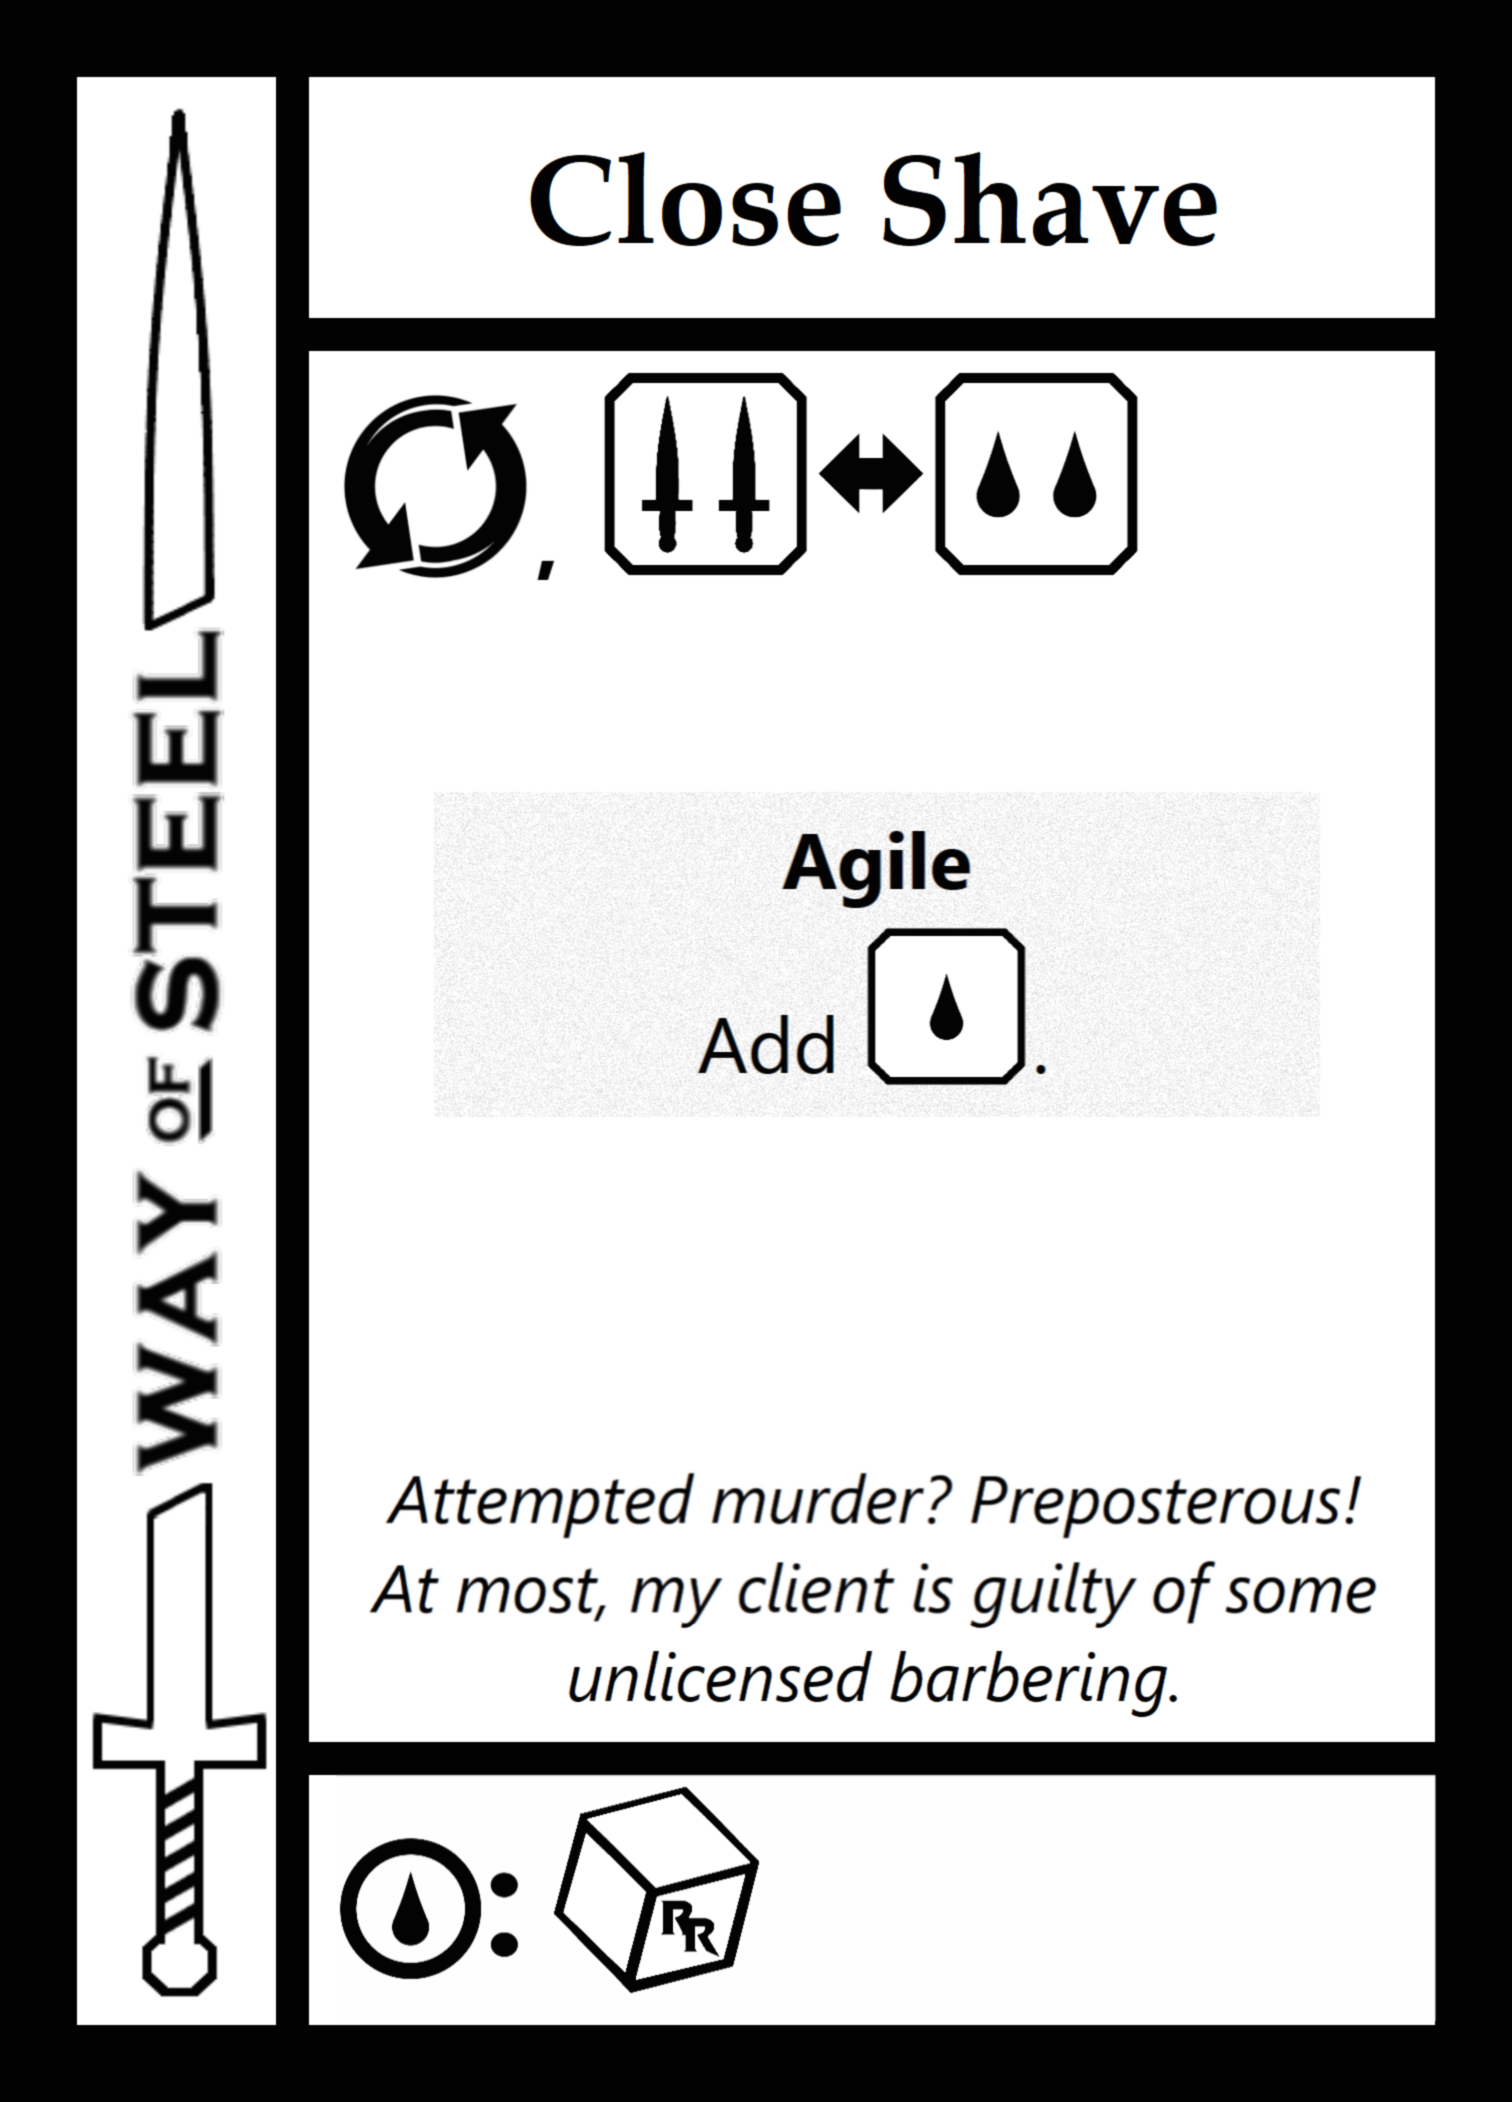 WAY OF STEEL
Close Shave
,
Agile
Add .
Attempted murder? Preposterous!
At most, my client is guilty of some
unlicensed barbering.
: RR